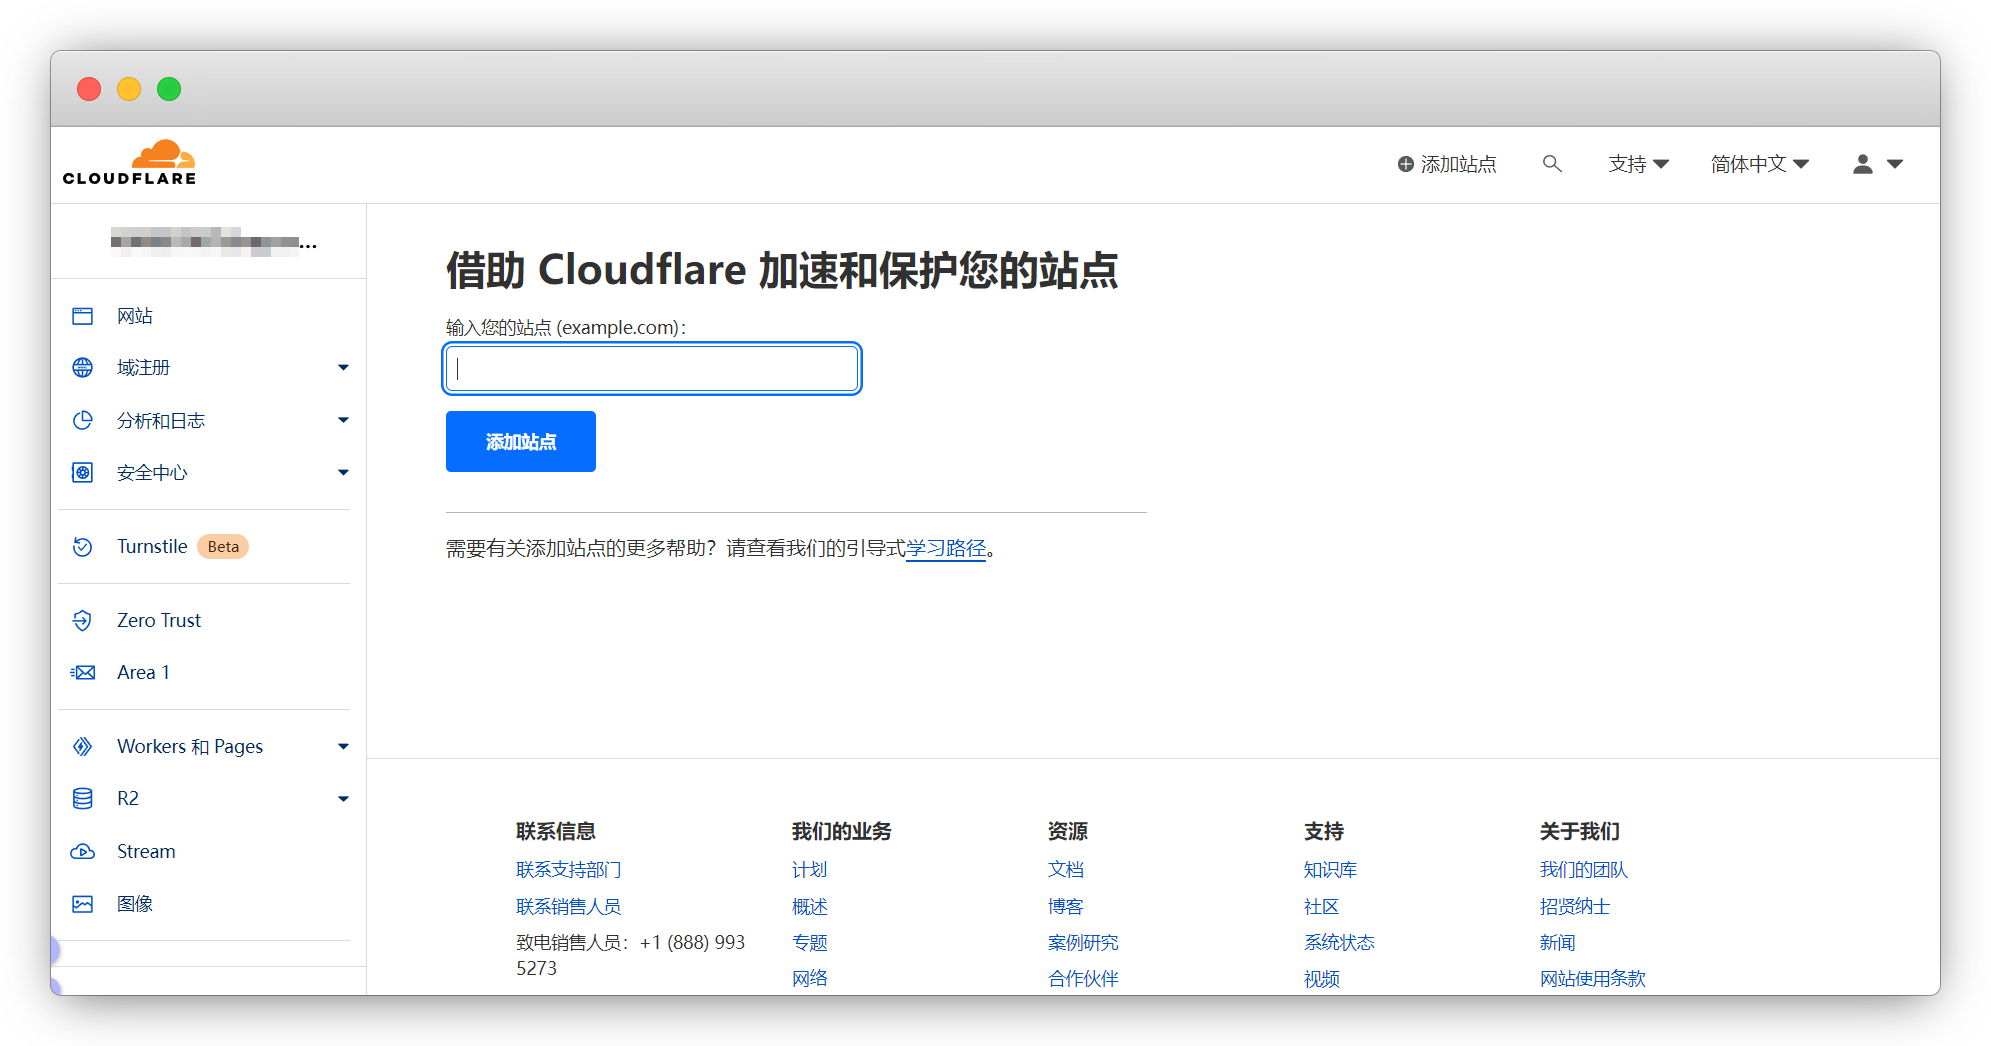 CLOUDFLARE
添加站点
支持
简体中文
...
网站
域注册
分析和日志
安全中心
Turnstile Beta
Zero Trust
Area 1
Workers 和 Pages
R2
Stream
图像
借助 Cloudflare 加速和保护您的站点
输入您的站点 (example.com)：
添加站点
需要有关添加站点的更多帮助？请查看我们的引导式学习路径。
联系信息
联系支持部门
联系销售人员
致电销售人员：+1 (888) 993
5273
我们的业务
计划
概述
专题
网络
资源
文档
博客
案例研究
合作伙伴
支持
知识库
社区
系统状态
视频
关于我们
我们的团队
招贤纳士
新闻
网站使用条款